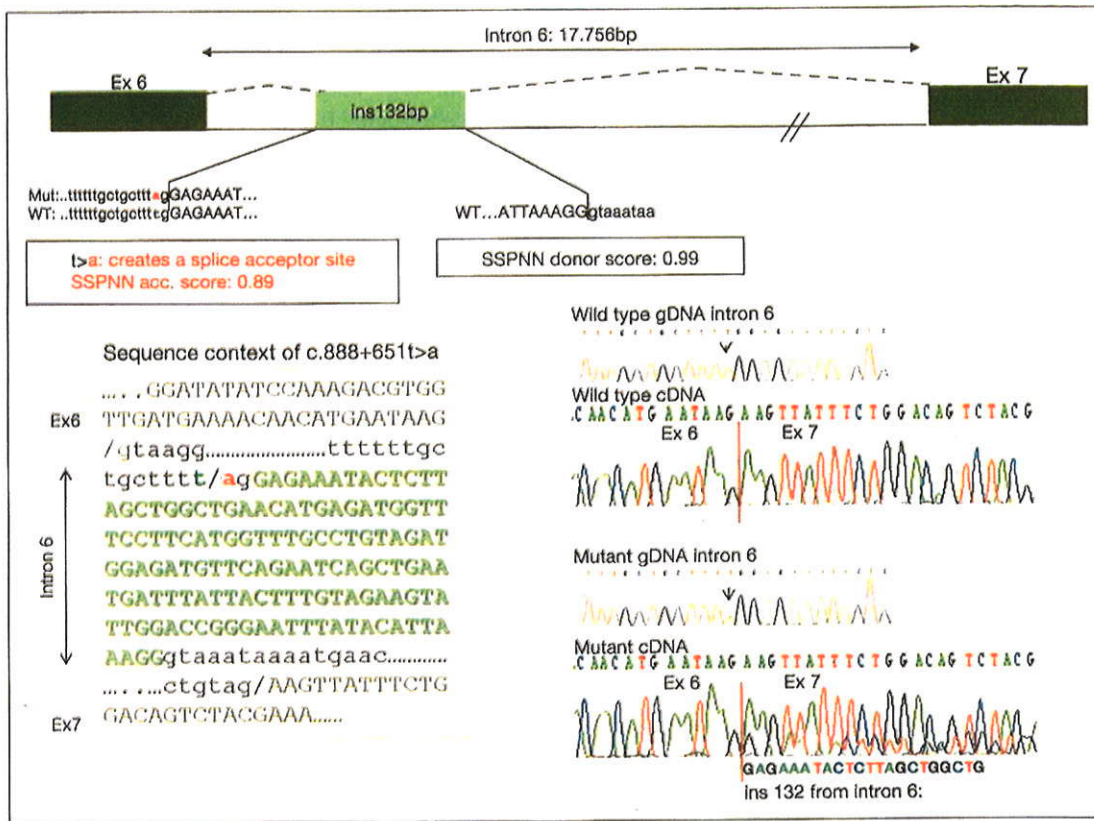 Intron 6: 17.756bp
Ex 6
Ex 7
ins132bp
Mut:..ttttttgctgctttagGAGAAAT...
WT: ..ttttttgctgcttttgGAGAAAT...
WT...ATTAAAGGgtaaataa
t>a: creates a splice acceptor site
SSPNN acc. score: 0.89
SSPNN donor score: 0.99
Sequence context of c.888+651t>a
.....GGATATATCCAAAGACGTGG
Ex6
TTGATGAAAACAACATGAATAAG
/gtaagg......................ttttttgc
tgctttt/agGAGAAATACTCTT
AGCTGGCTGAACATGAGATGGTT
TCCTTCATGGTTTGCCTGTAGAT
GGAGATGTTCAGAATCAGCTGAA
TGATTTATTACTTTGTAGAAGTA
TTGGACCGGGAATTTATACATTA
AAGGgtaaataaaatgaac............
Intron 6
.....…ctgtag/AAGTTATTTCTG
Ex7
GACAGTCTACGAAA......
Wild type gDNA intron 6
Wild type cDNA
CAACATGAATAAGAAGTTATTTCTGGACAGTCTACG
Ex 6
Ex 7
Mutant gDNA intron 6
Mutant cDNA
CAACATGAATAAGAAGTTATTTCTGGACAGTCTACG
Ex 6
Ex 7
GAGAAATACTCTTAGCTGGCTG
ins 132 from intron 6: